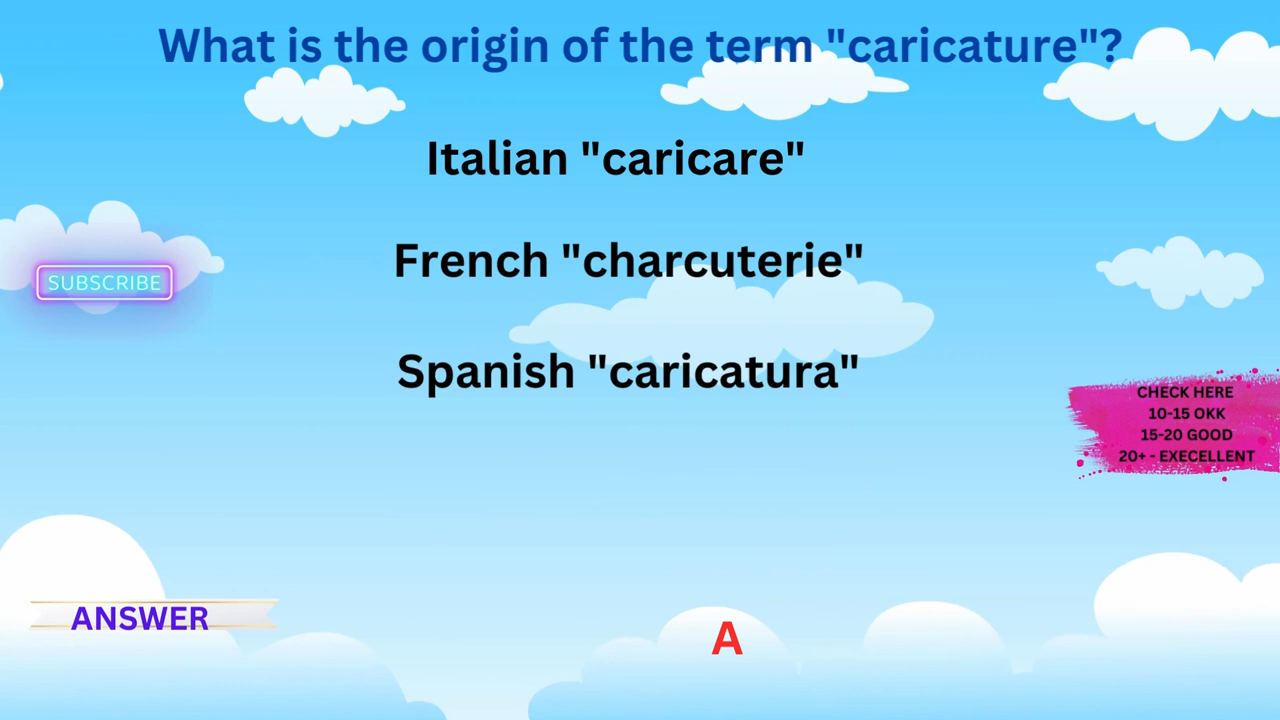 What is the origin of the term "caricature"?
Italian "caricare"
French "charcuterie"
SUBSCRIBE
Spanish "caricatura"
CHECK HERE
10-15 OKK
15-20 GOOD
20+ - EXECELLENT
ANSWER
A